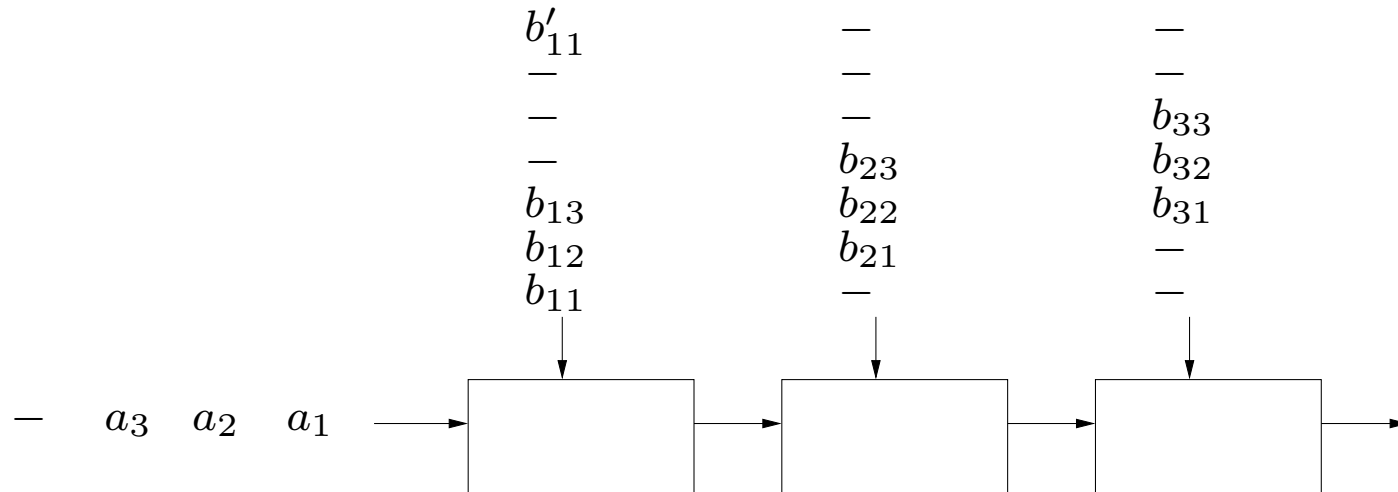 b′₁₁ − −
− − −
− − b₃₃
− b₂₃ b₃₂
b₁₃ b₂₂ b₃₁
b₁₂ b₂₁ −
b₁₁ − −
− a₃ a₂ a₁